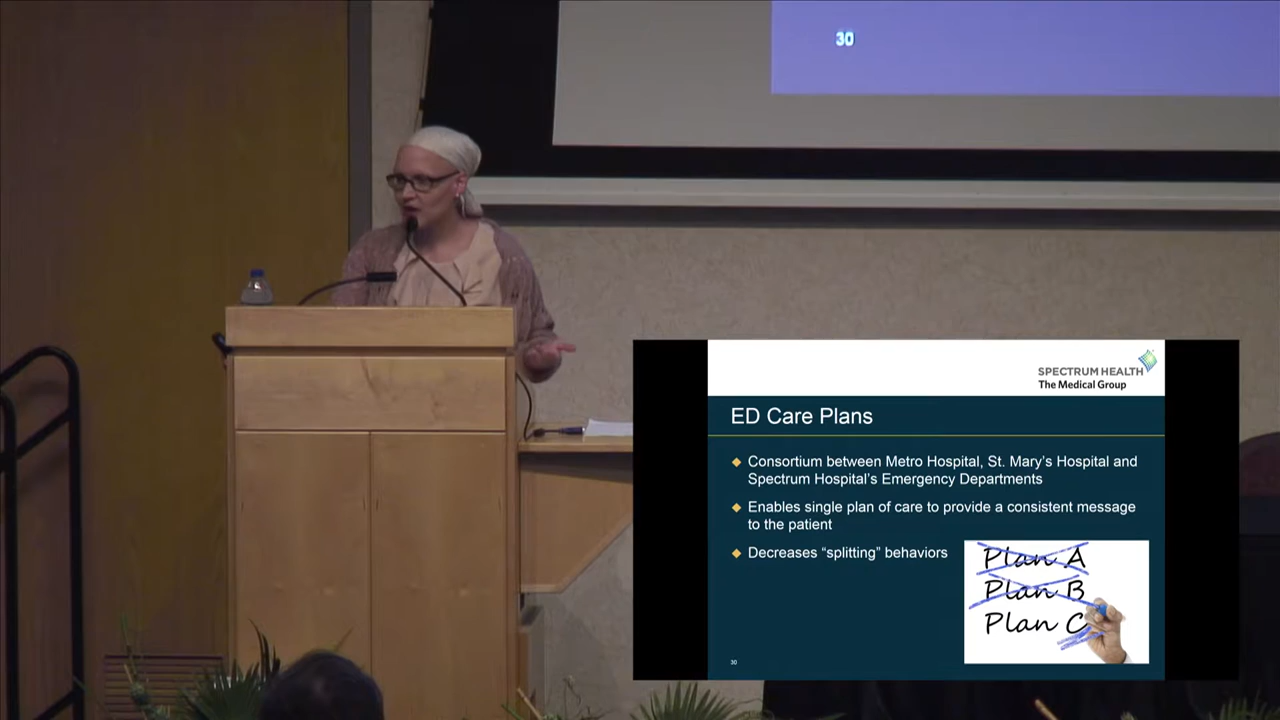 30
SPECTRUM HEALTH
The Medical Group
ED Care Plans
Consortium between Metro Hospital, St. Mary's Hospital and
Spectrum Hospital's Emergency Departments
Enables single plan of care to provide a consistent message
to the patient
Decreases “splitting” behaviors
Plan A
Plan B
Plan C
30